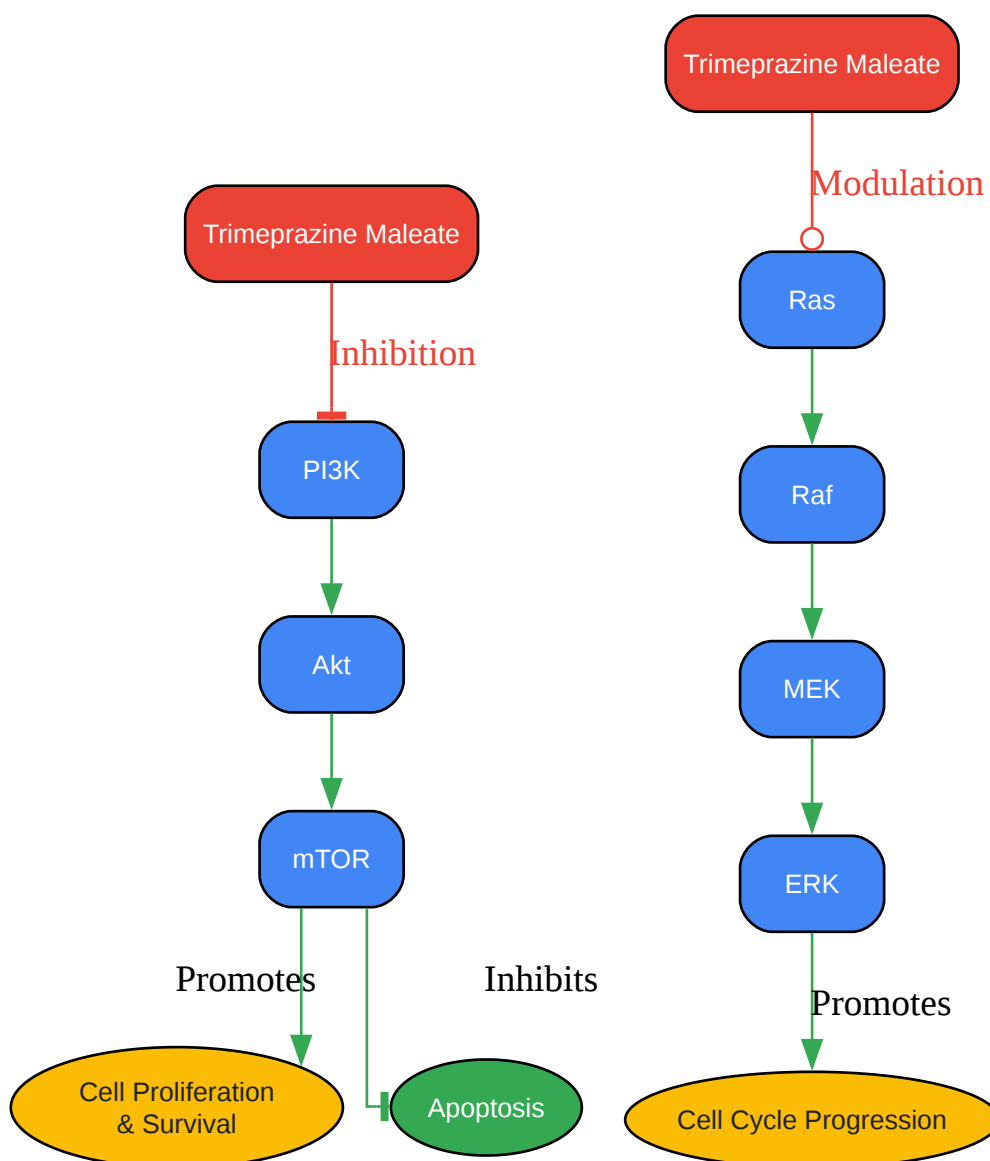 Trimeprazine Maleate
Inhibition
PI3K
Akt
mTOR
Promotes
Inhibits
Cell Proliferation
& Survival
Apoptosis
Trimeprazine Maleate
Modulation
Ras
Raf
MEK
ERK
Promotes
Cell Cycle Progression